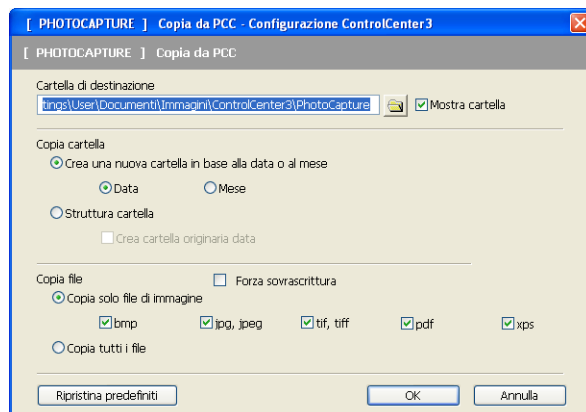 [ PHOTOCAPTURE ] Copia da PCC - Configurazione ControlCenter3
[ PHOTOCAPTURE ] Copia da PCC
Cartella di destinazione
tings\User\Documenti\Immagini\ControlCenter3\PhotoCapture
Mostra cartella
Copia cartella
Crea una nuova cartella in base alla data o al mese
Data Mese
Struttura cartella
Crea cartella originaria data
Copia file Forza sovrascrittura
Copia solo file di immagine
bmp jpg, jpeg tif, tiff pdf xps
Copia tutti i file
Ripristina predefiniti OK Annulla